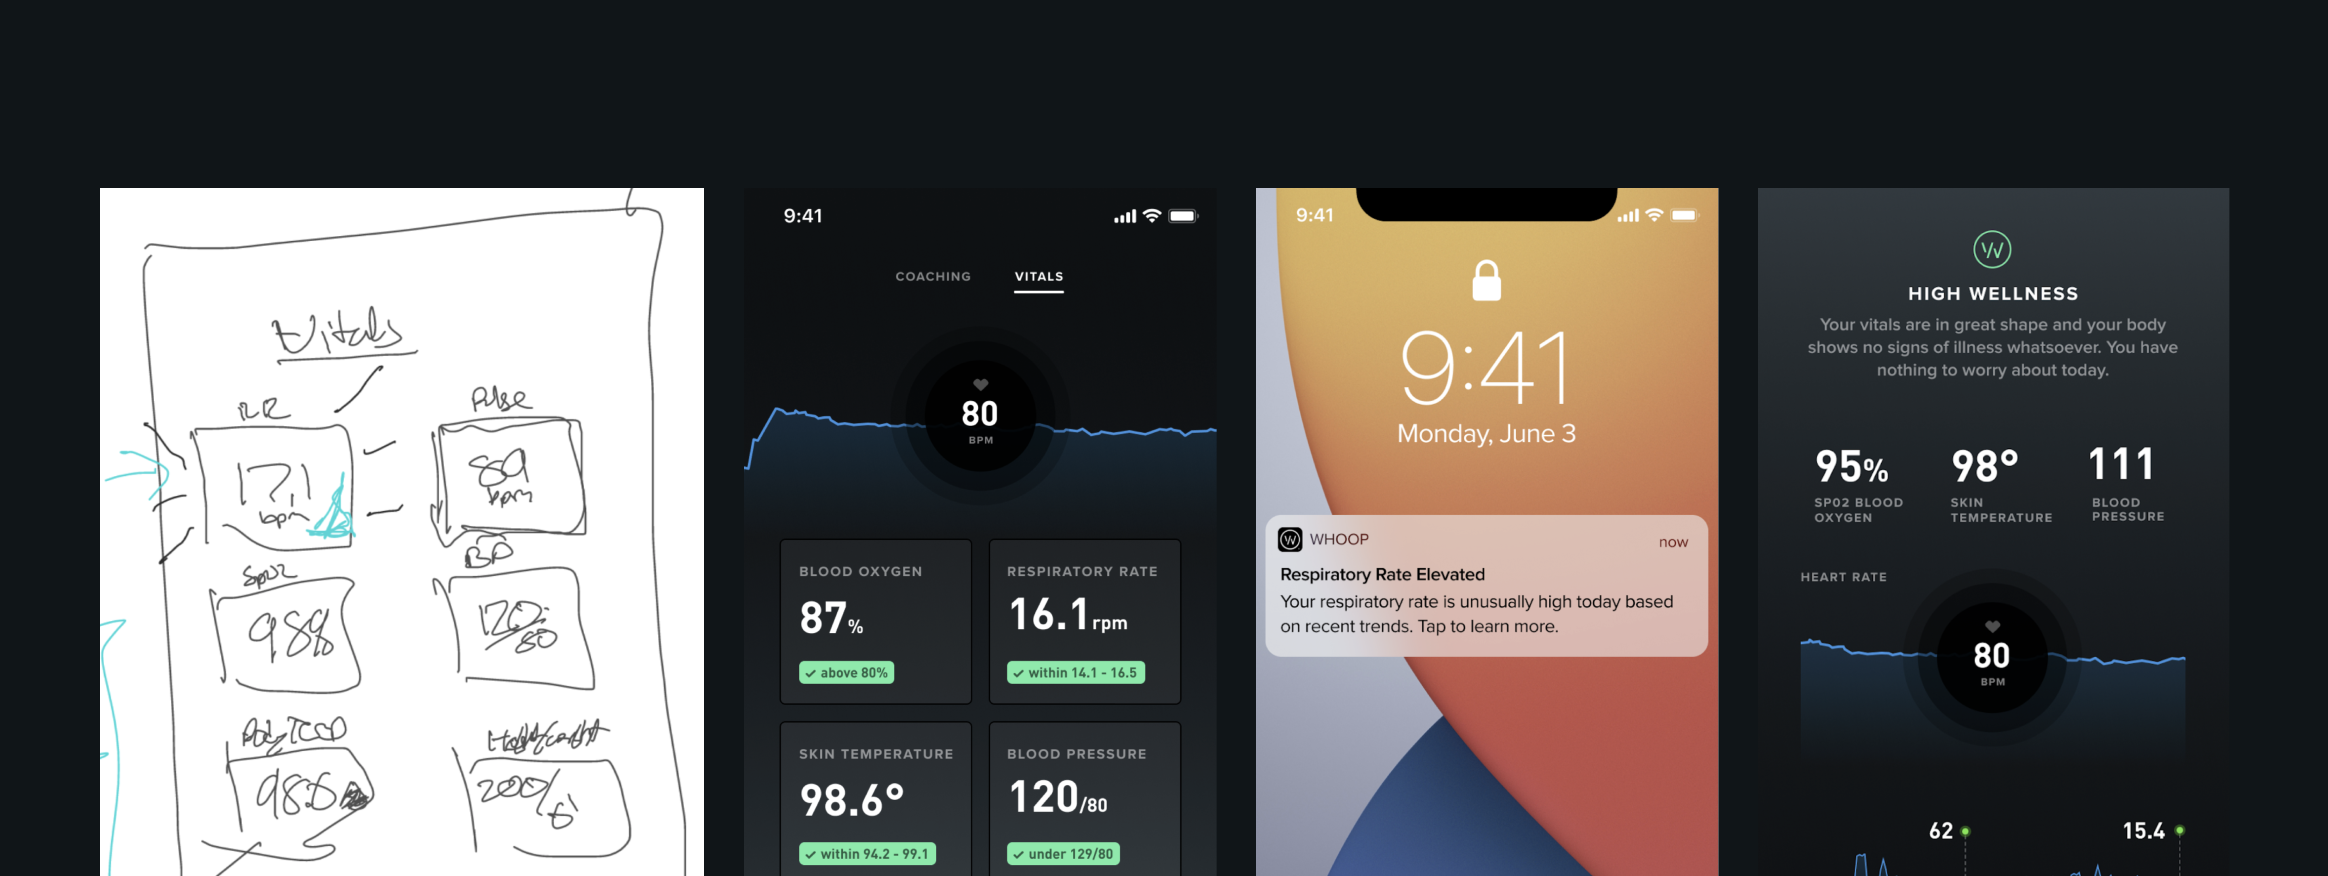 Vitals
RR
Pulse
17.1
bpm
89
bpm
SpO2
BP
98%
120/80
Body Temp
98.6
200/6'
9:41
COACHING
VITALS
80
BPM
BLOOD OXYGEN
87%
✓ above 80%
RESPIRATORY RATE
16.1rpm
✓ within 14.1 - 16.5
SKIN TEMPERATURE
98.6°
✓ within 94.2 - 99.1
BLOOD PRESSURE
120/80
✓ under 129/80
9:41
9:41
Monday, June 3
WHOOP
now
Respiratory Rate Elevated
Your respiratory rate is unusually high today based
on recent trends. Tap to learn more.
W
HIGH WELLNESS
Your vitals are in great shape and your body
shows no signs of illness whatsoever. You have
nothing to worry about today.
95%
SP02 BLOOD
OXYGEN
98°
SKIN
TEMPERATURE
111
BLOOD
PRESSURE
HEART RATE
80
BPM
62
15.4